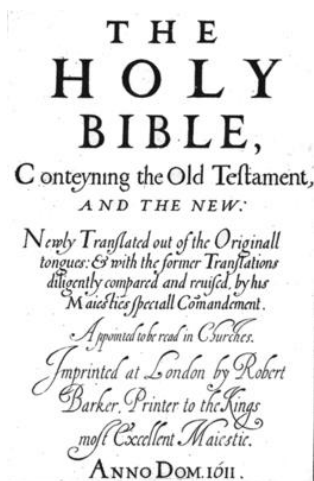 THE
HOLY
BIBLE,
Conteyning the Old Teſtament,
AND THE NEW:
Newly Tranſlated out of the Originall
tongues: & with the former Tranſlations
diligently compared and reuiſed, by his
Maieſties ſpeciall Comandement.
Appointed to be read in Churches.
Imprinted at London by Robert
Barker, Printer to the Kings
moſt Excellent Maieſtie.
ANNO DOM. 1611.